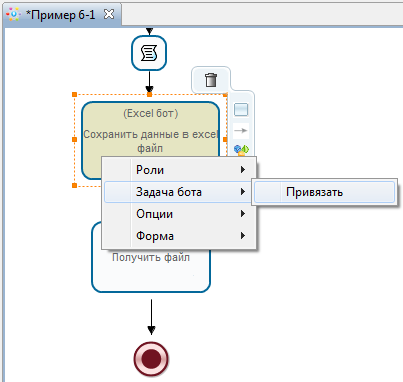 *Пример 6-1
(Excel бот)
Сохранить данные в excel
файл
Роли
Задача бота
Привязать
Опции
Форма
Получить файл